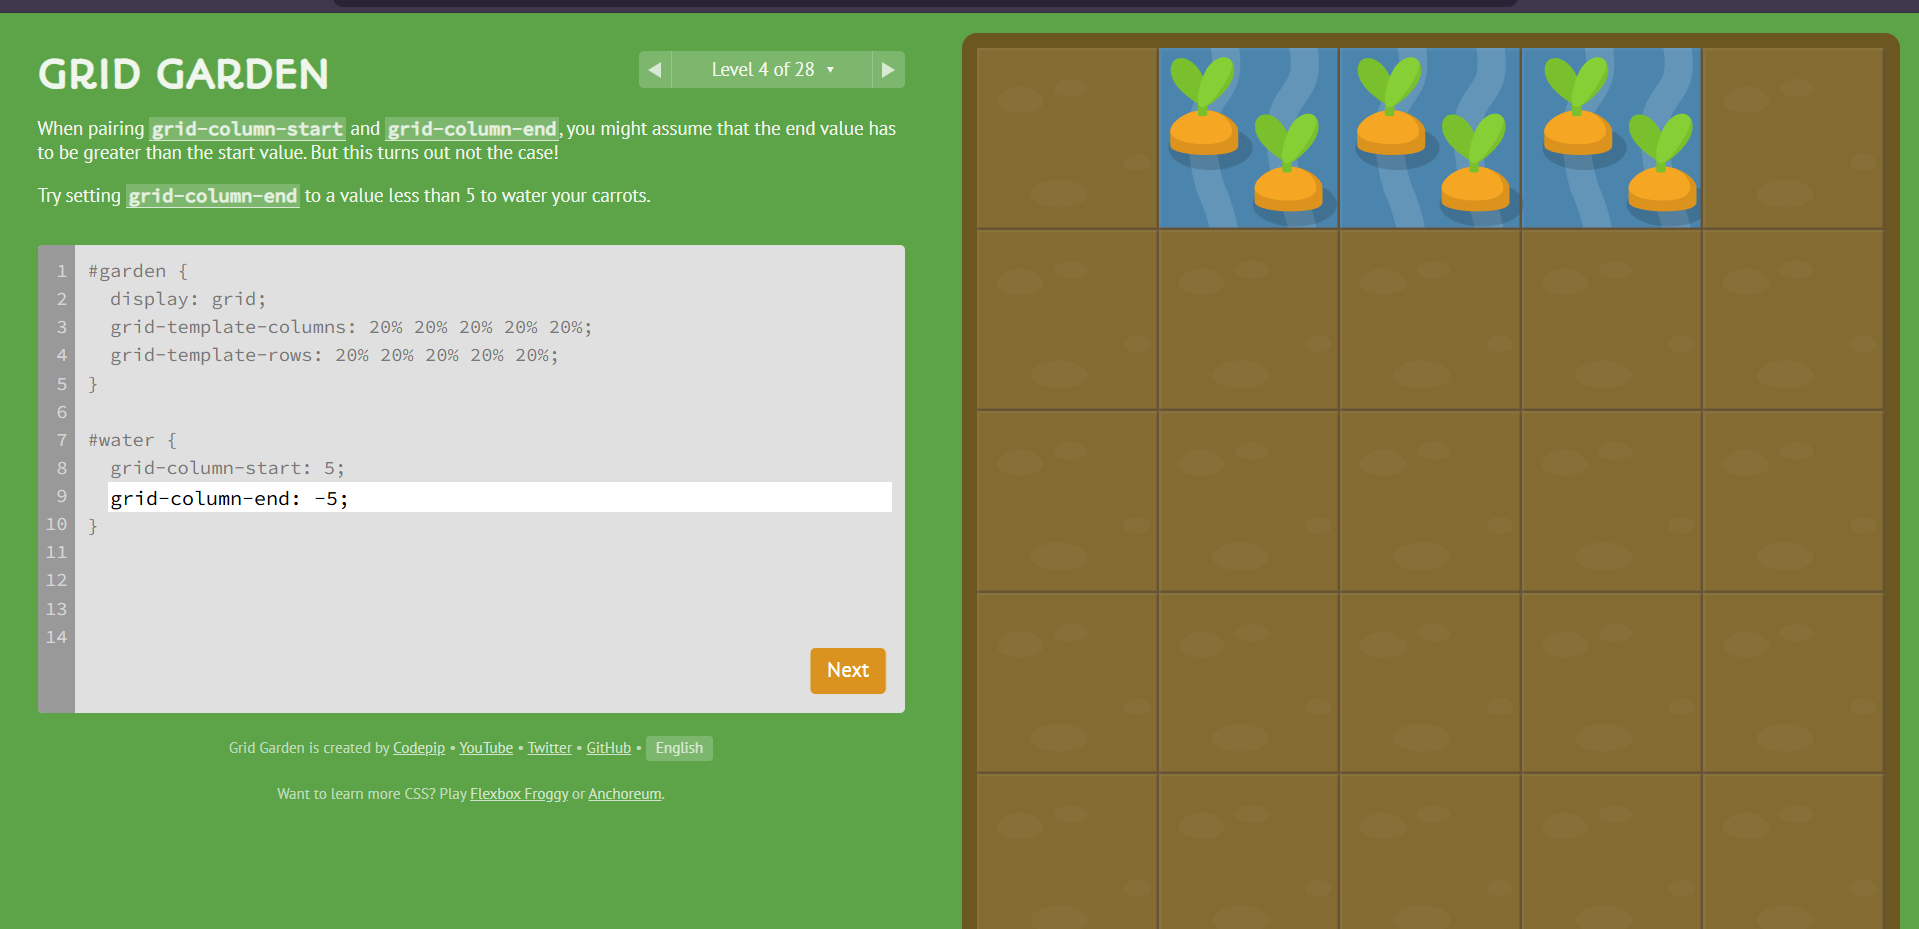 GRID GARDEN
◀ Level 4 of 28 ▾ ▶
When pairing grid-column-start and grid-column-end, you might assume that the end value has
to be greater than the start value. But this turns out not the case!
Try setting grid-column-end to a value less than 5 to water your carrots.
1 #garden {
2 display: grid;
3 grid-template-columns: 20% 20% 20% 20% 20%;
4 grid-template-rows: 20% 20% 20% 20% 20%;
5 }
6
7 #water {
8 grid-column-start: 5;
9 grid-column-end: -5;
10 }
11
12
13
14
Next
Grid Garden is created by Codepip • YouTube • Twitter • GitHub • English
Want to learn more CSS? Play Flexbox Froggy or Anchoreum.